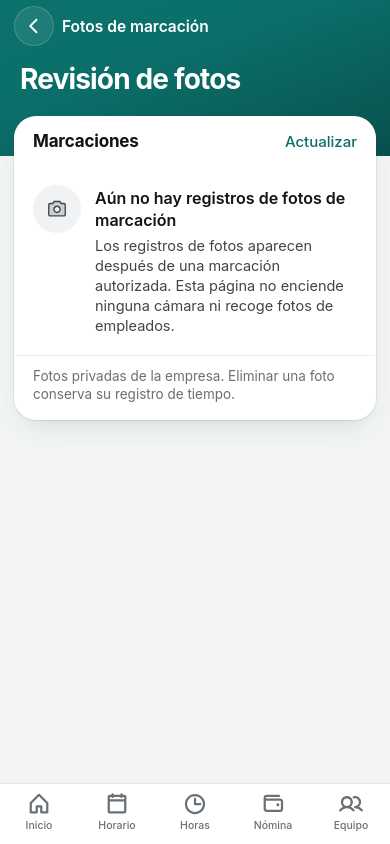 Fotos de marcación
Revisión de fotos
Marcaciones
Actualizar
Aún no hay registros de fotos de
marcación
Los registros de fotos aparecen
después de una marcación
autorizada. Esta página no enciende
ninguna cámara ni recoge fotos de
empleados.
Fotos privadas de la empresa. Eliminar una foto
conserva su registro de tiempo.
Inicio
Horario
Horas
Nómina
Equipo